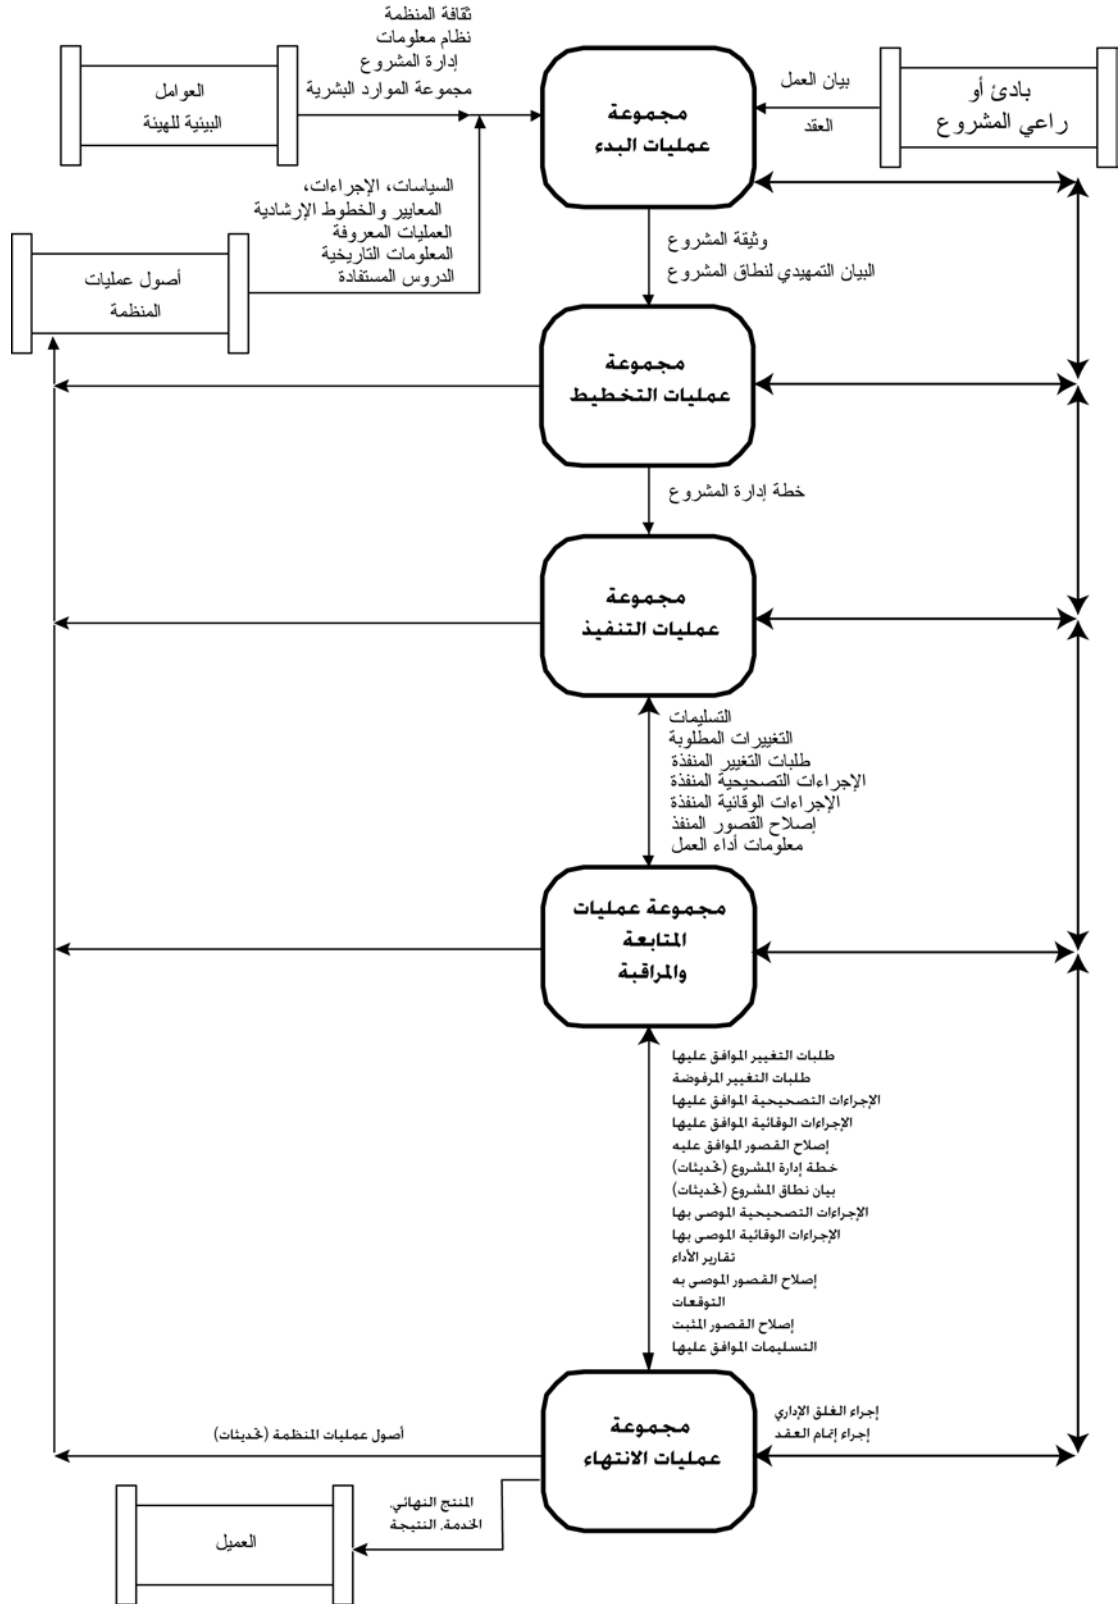 ثقافة المنظمة
نظام معلومات
إدارة المشروع
مجموعة الموارد البشرية
العوامل
البيئية للهيئة
مجموعة
عمليات البدء
بيان العمل
العقد
بادئ أو
راعي المشروع
السياسات، الإجراءات،
المعايير والخطوط الإرشادية
العمليات المعروفة
المعلومات التاريخية
الدروس المستفادة
أصول عمليات
المنظمة
وثيقة المشروع
البيان التمهيدي لنطاق المشروع
مجموعة
عمليات التخطيط
خطة إدارة المشروع
مجموعة
عمليات التنفيذ
التسليمات
التغييرات المطلوبة
طلبات التغيير المنفذة
الإجراءات التصحيحية المنفذة
الإجراءات الوقائية المنفذة
إصلاح القصور المنفذ
معلومات أداء العمل
مجموعة عمليات
المتابعة
والمراقبة
طلبات التغيير الموافق عليها
طلبات التغيير المرفوضة
الإجراءات التصحيحية الموافق عليها
الإجراءات الوقائية الموافق عليها
إصلاح القصور الموافق عليه
خطة إدارة المشروع (تحديثات)
بيان نطاق المشروع (تحديثات)
الإجراءات التصحيحية الموصى بها
الإجراءات الوقائية الموصى بها
تقارير الأداء
إصلاح القصور الموصى به
التوقعات
إصلاح القصور المثبت
التسليمات الموافق عليها
مجموعة
عمليات الانتهاء
إجراء الغلق الإداري
إجراء إتمام العقد
أصول عمليات المنظمة (تحديثات)
المنتج النهائي،
الخدمة، النتيجة
العميل